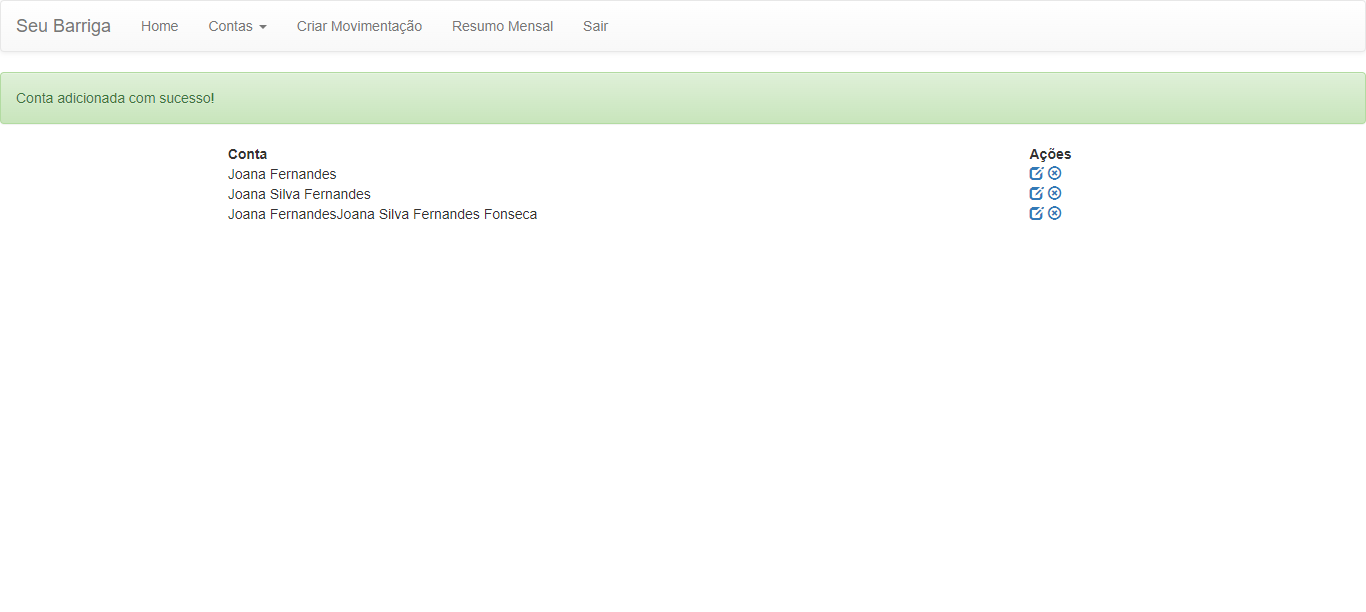 Seu Barriga Home Contas Criar Movimentação Resumo Mensal Sair
Conta adicionada com sucesso!
Conta Ações
Joana Fernandes
Joana Silva Fernandes
Joana FernandesJoana Silva Fernandes Fonseca